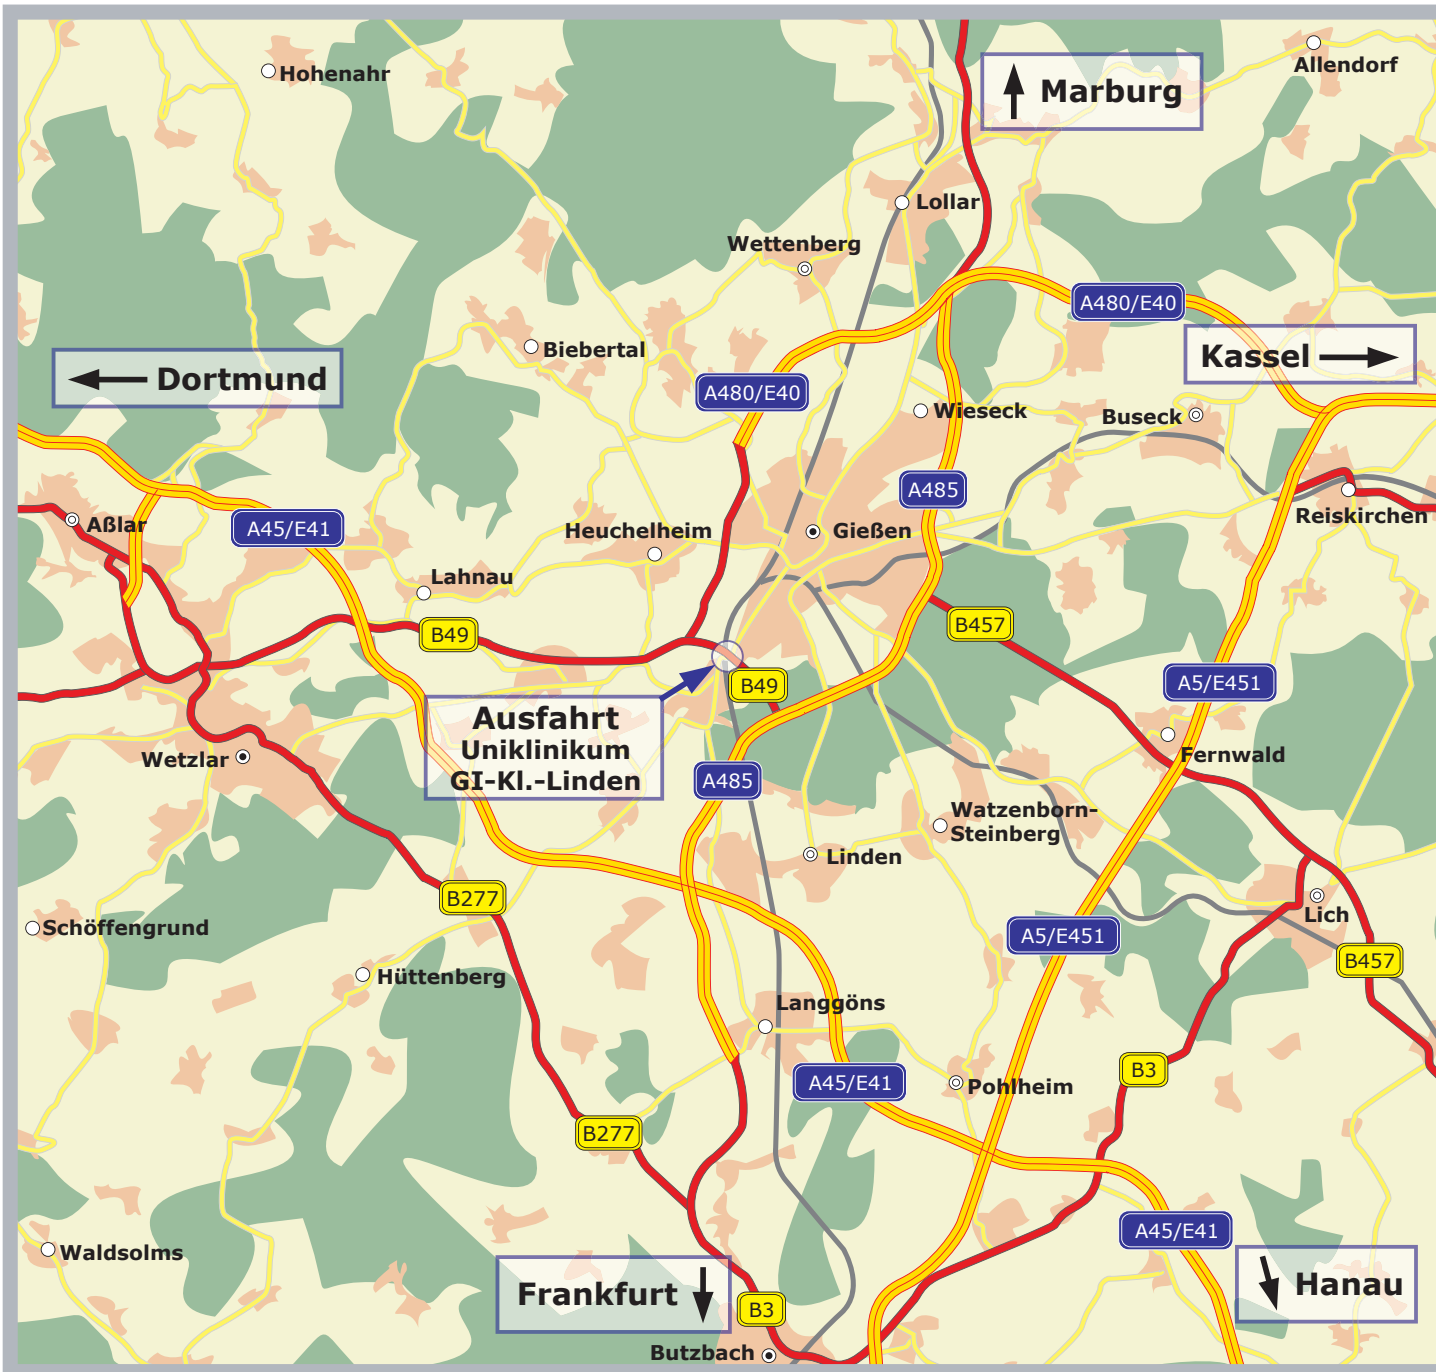 Hohenahr
Allendorf
Marburg
Lollar
Wettenberg
A480/E40
Biebertal
Kassel
Dortmund
A480/E40
Wieseck
Buseck
A485
Reiskirchen
Aßlar
A45/E41
Heuchelheim
Gießen
Lahnau
B49
B457
B49
A5/E451
Ausfahrt
Uniklinikum
GI-Kl.-Linden
Wetzlar
Fernwald
A485
Watzenborn-
Steinberg
Linden
B277
Lich
Schöffengrund
A5/E451
B457
Hüttenberg
Langgöns
B3
A45/E41
Pohlheim
B277
A45/E41
Waldsolms
Frankfurt
B3
Hanau
Butzbach